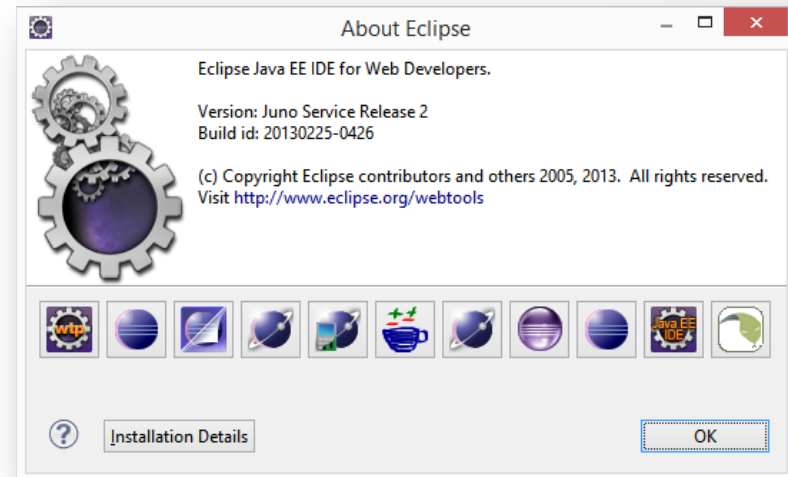 About Eclipse
Eclipse Java EE IDE for Web Developers.
Version: Juno Service Release 2
Build id: 20130225-0426
(c) Copyright Eclipse contributors and others 2005, 2013.  All rights reserved.
Visit http://www.eclipse.org/webtools
wtp
Java EE
IDE
?
Installation Details
OK